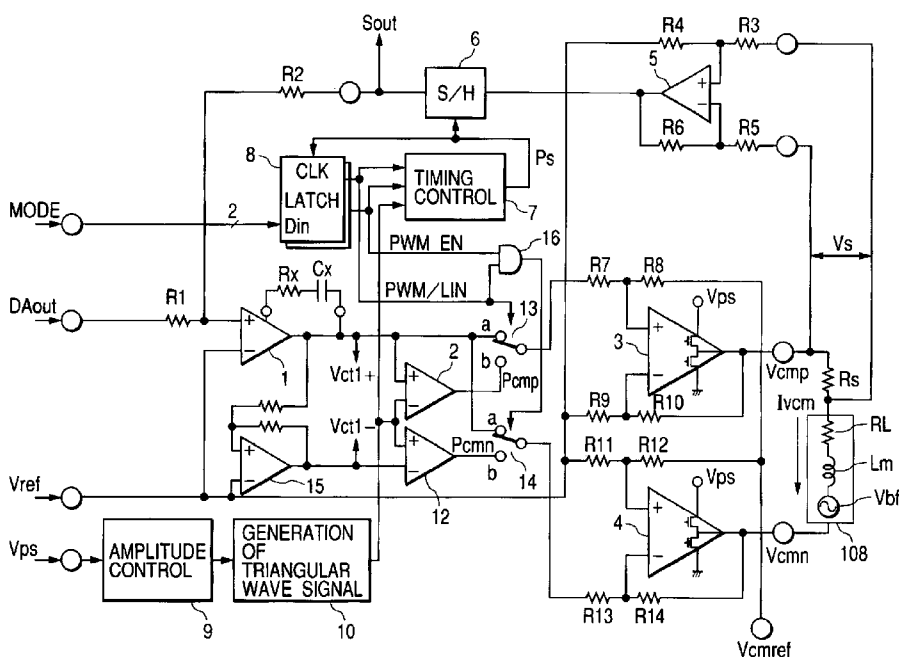 Sout
6
R4
R3
R2
S/H
5
+
−
R6
R5
Ps
8
CLK
LATCH
Din
TIMING
CONTROL
7
MODE
2
16
PWM EN
Vs
Rx
Cx
PWM/LIN
R7
R8
DAout
R1
13
Vps
+
−
1
a
b
2
3
+
−
Vct1+
+
−
Pcmp
Vcmp
Rs
R9
R10
Ivcm
RL
Vct1−
a
Pcmn
R11
R12
Lm
+
−
b
14
Vps
Vbf
Vref
+
−
15
12
4
+
−
Vcmn
108
Vps
AMPLITUDE
CONTROL
GENERATION
OF
TRIANGULAR
WAVE SIGNAL
R13
R14
9
10
Vcmref